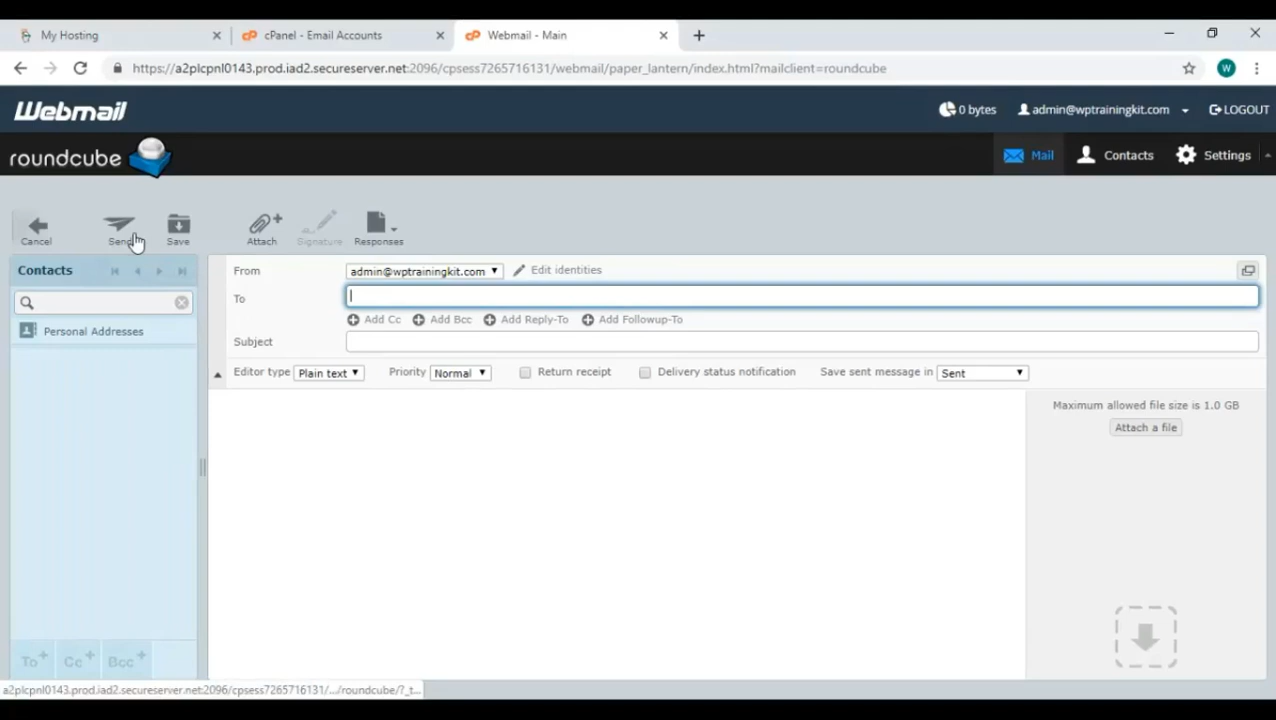 My Hosting cPanel - Email Accounts Webmail - Main
https://a2plcpnl0143.prod.iad2.secureserver.net:2096/cpsess7265716131/webmail/paper_lantern/index.html?mailclient=roundcube W
Webmail 0 bytes admin@wptrainingkit.com LOGOUT
roundcube Mail Contacts Settings
Cancel Send Save Attach Signature Responses
Contacts
Personal Addresses
From admin@wptrainingkit.com Edit identities
To
Add Cc Add Bcc Add Reply-To Add Followup-To
Subject
Editor type Plain text Priority Normal Return receipt Delivery status notification Save sent message in Sent
Maximum allowed file size is 1.0 GB
Attach a file
To Cc Bcc
a2plcpnl0143.prod.iad2.secureserver.net:2096/cpsess7265716131/.../roundcube/?_t...